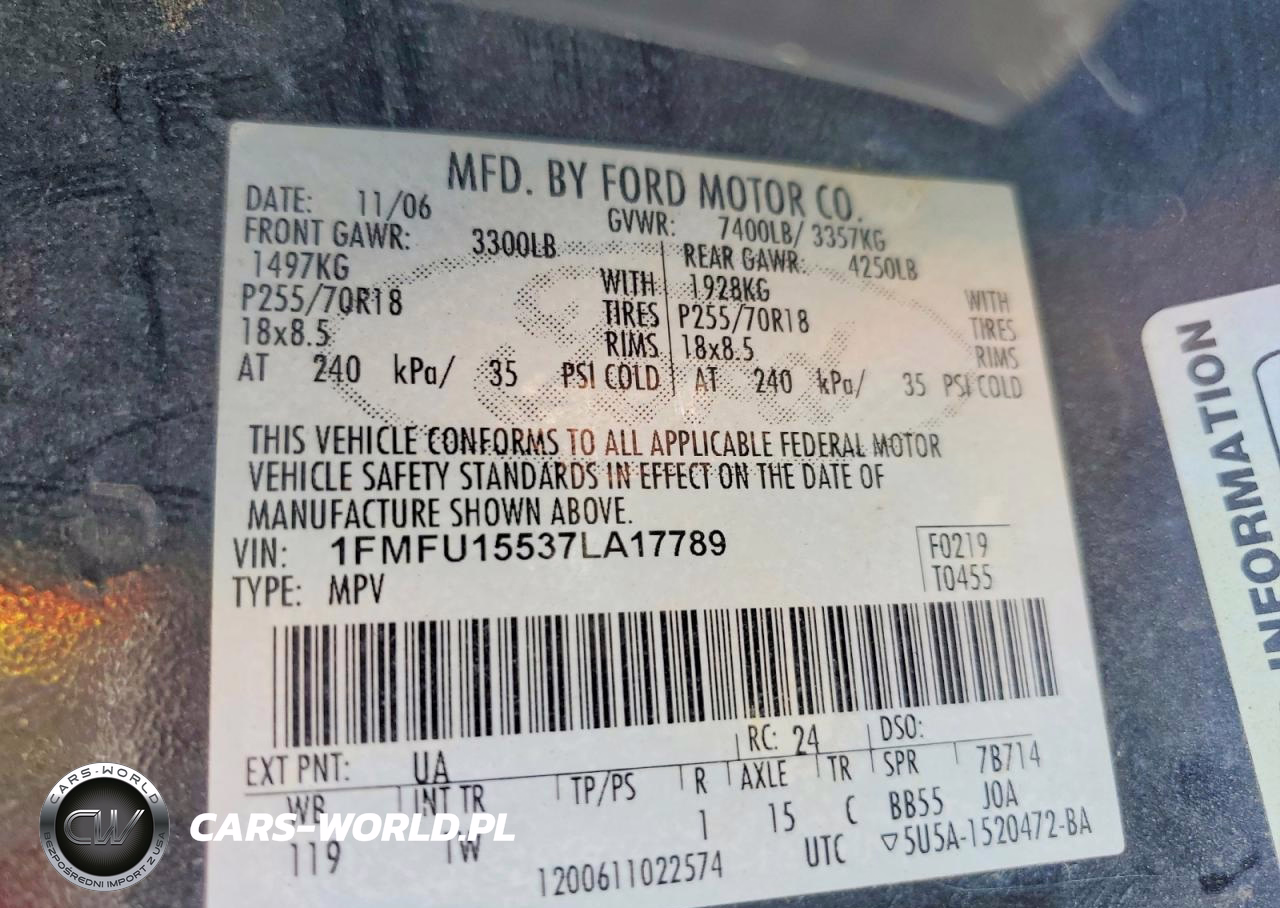 MFD. BY FORD MOTOR CO.
DATE: 11/06 GVWR: 7400LB/ 3357KG
FRONT GAWR: 3300LB REAR GAWR: 4250LB
1497KG WITH 1928KG WITH
P255/70R18 TIRES P255/70R18 TIRES
18x8.5 RIMS 18x8.5 RIMS
AT 240 kPa/ 35 PSI COLD AT 240 kPa/ 35 PSI COLD
THIS VEHICLE CONFORMS TO ALL APPLICABLE FEDERAL MOTOR
VEHICLE SAFETY STANDARDS IN EFFECT ON THE DATE OF
MANUFACTURE SHOWN ABOVE.
VIN: 1FMFU15537LA17789 F0219
TYPE: MPV T0455
EXT PNT: UA RC: 24 DSO:
WB INT TR TP/PS R AXLE TR SPR 7B714
119 W 1 15 C BB55 JOA
1200611022574 UTC ▽5U5A-1520472-BA
INFORMATION
CARS-WORLD
CW
BEZPOŚREDNI IMPORT Z USA
CARS-WORLD.PL